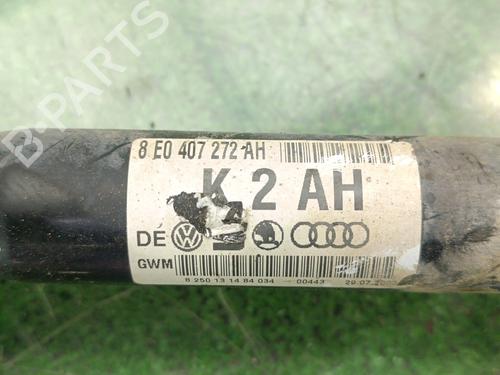 8 E0 407 272 AH
K 2 AH
DÉ
GWM
8 250 13 14 84 034 00443 29.07.2
B-PARTS